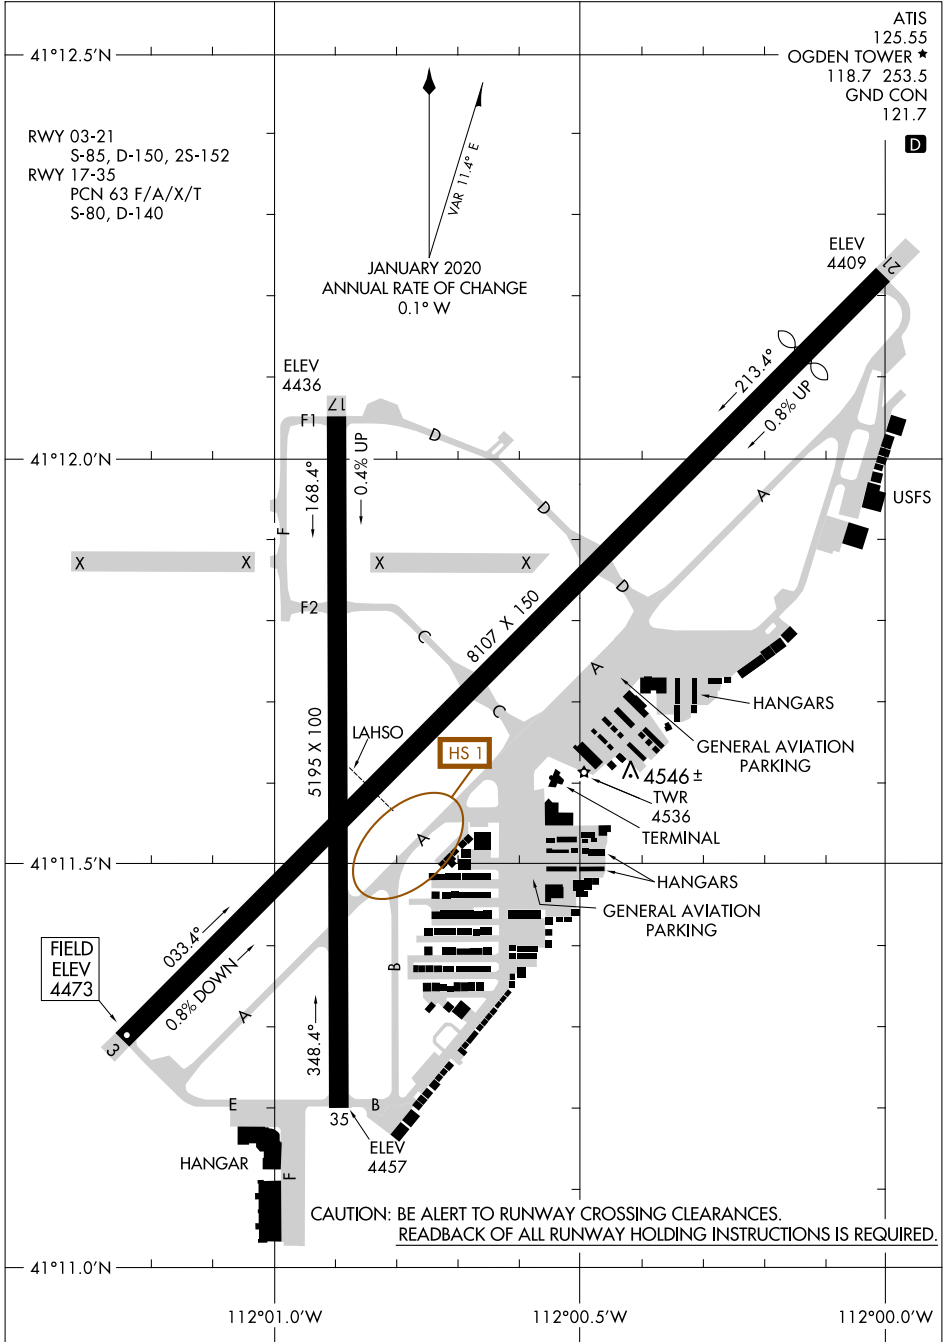 ATIS
125.55
OGDEN TOWER ★
118.7 253.5
GND CON
121.7
D
41°12.5'N
RWY 03-21
S-85, D-150, 2S-152
RWY 17-35
PCN 63 F/A/X/T
S-80, D-140
VAR 11.4° E
JANUARY 2020
ANNUAL RATE OF CHANGE
0.1° W
ELEV
4409
21
ELEV
4436
17
213.4°
0.8% UP
F1
D
168.4°
0.4% UP
41°12.0'N
A
USFS
D
F
X
X
X
X
D
F2
C
8107 X 150
A
HANGARS
C
5195 X 100
LAHSO
HS 1
GENERAL AVIATION
PARKING
4546 ±
TWR
4536
TERMINAL
A
41°11.5'N
HANGARS
GENERAL AVIATION
PARKING
033.4°
0.8% DOWN
FIELD
ELEV
4473
B
A
3
348.4°
E
35
B
ELEV
4457
HANGAR
F
CAUTION: BE ALERT TO RUNWAY CROSSING CLEARANCES.
READBACK OF ALL RUNWAY HOLDING INSTRUCTIONS IS REQUIRED.
41°11.0'N
112°01.0'W
112°00.5'W
112°00.0'W